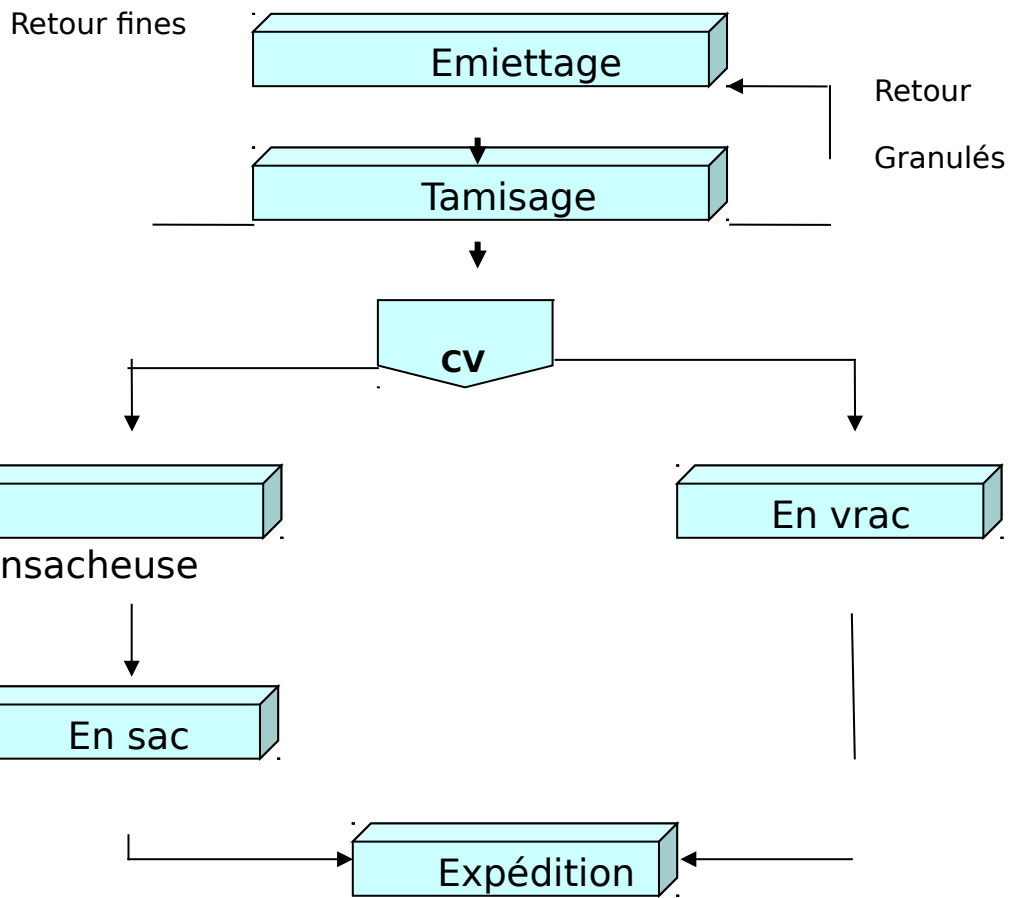 Retour fines
Emiettage
Retour
Granulés
Tamisage
CV
En vrac
nsacheuse
En sac
Expédition